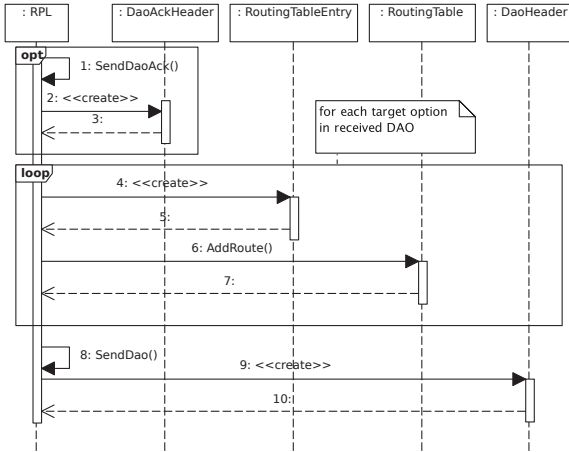 : RPL
: DaoAckHeader
: RoutingTableEntry
: RoutingTable
: DaoHeader
opt
1: SendDaoAck()
2: <<create>>
3:
for each target option
in received DAO
loop
4: <<create>>
5:
6: AddRoute()
7:
8: SendDao()
9: <<create>>
10: